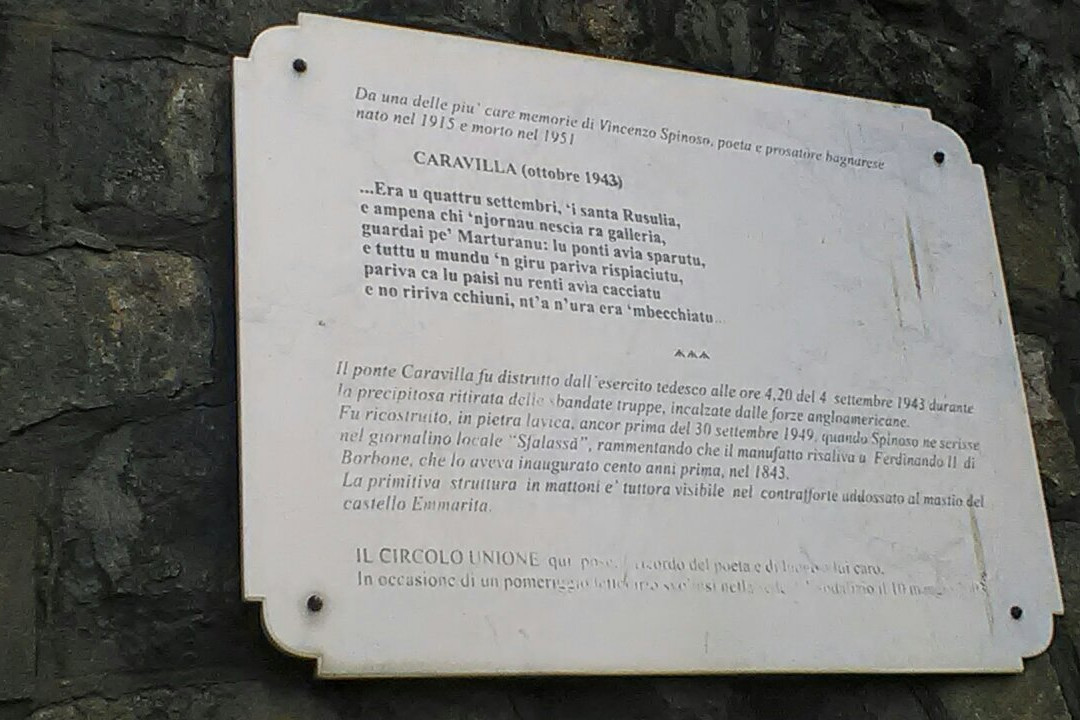 Da una delle piu' care memorie di Vincenzo Spinoso, poeta e prosatore bagnarese
nato nel 1915 e morto nel 1951
CARAVILLA (ottobre 1943)
...Era u quattru settembri, 'i santa Rusulia,
e ampena chi 'njornau nescia ra galleria,
guardai pe' Marturanu: lu ponti avia sparutu,
e tuttu u mundu 'n giru pariva rispiaciutu,
pariva ca lu paisi nu renti avia cacciatu
e no ririva cchiuni, nt'a n'ura era 'mbecchiatu...
Il ponte Caravilla fu distrutto dall'esercito tedesco alle ore 4,20 del 4 settembre 1943 durante
la precipitosa ritirata delle sbandate truppe, incalzate dalle forze angloamericane.
Fu ricostruito, in pietra lavica, ancor prima del 30 settembre 1949, quando Spinoso ne scrisse
nel giornalino locale "Sfalassà", rammentando che il manufatto risaliva a Ferdinando II di
Borbone, che lo aveva inaugurato cento anni prima, nel 1843.
La primitiva struttura in mattoni e' tuttora visibile nel contrafforte addossato al mastio del
castello Emmarita.
IL CIRCOLO UNIONE qui ricordo del poeta e di lui caro.
In occasione di un pomeriggio letterario svoltosi nella sodalizio il 10